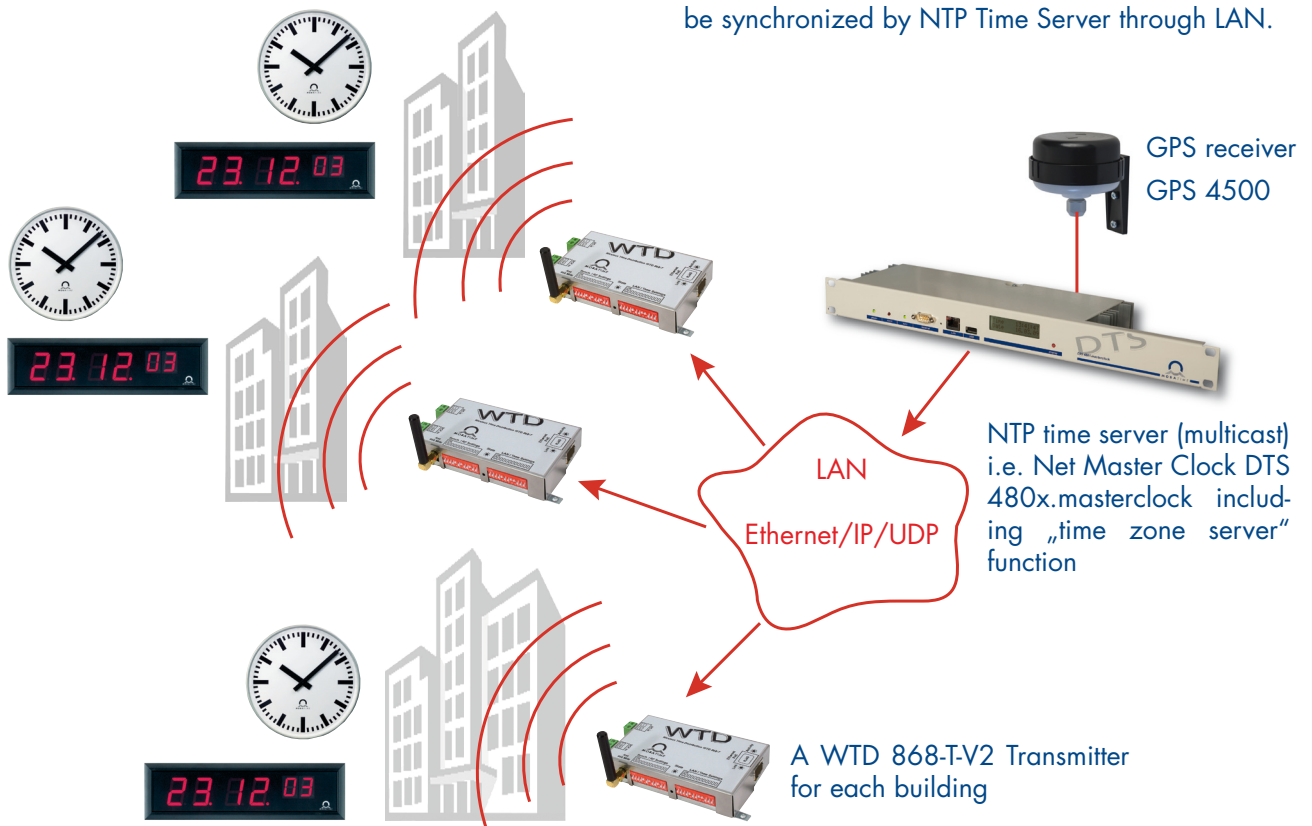 be synchronized by NTP Time Server through LAN.
GPS receiver
GPS 4500
23. 12. 03
23. 12. 03
WTD
DTS
WTD
LAN
Ethernet/IP/UDP
NTP time server (multicast)
i.e. Net Master Clock DTS
480x.masterclock includ-
ing „time zone server“
function
WTD
A WTD 868-T-V2 Transmitter
for each building
23. 12. 03